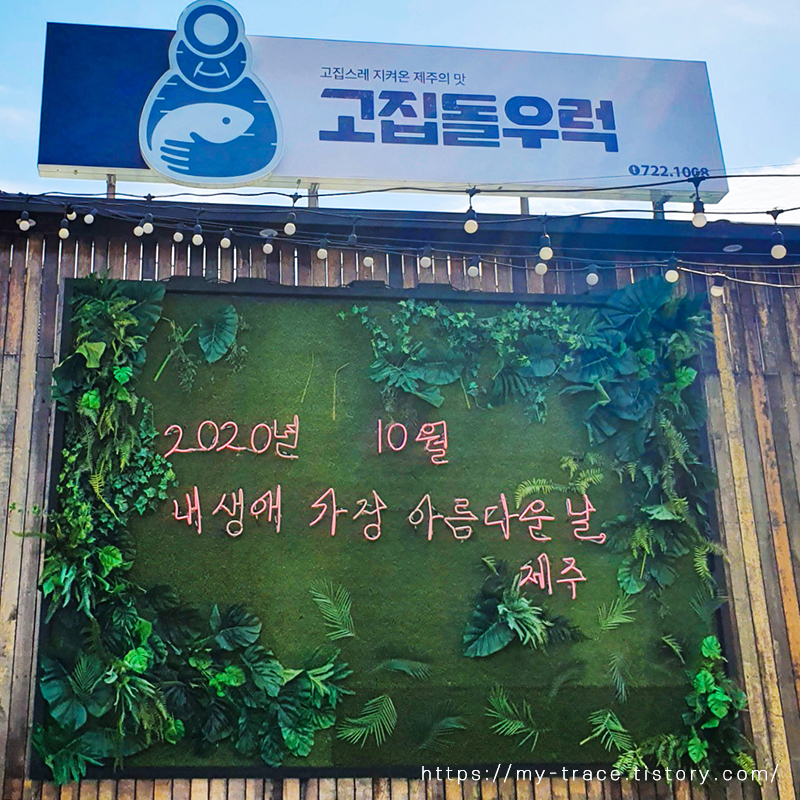 고집스레 지켜온 제주의 맛
고집돌우럭
722.1008
2020년 10월
내생애 가장 아름다운 날
제주
https://my-trace.tistory.com/